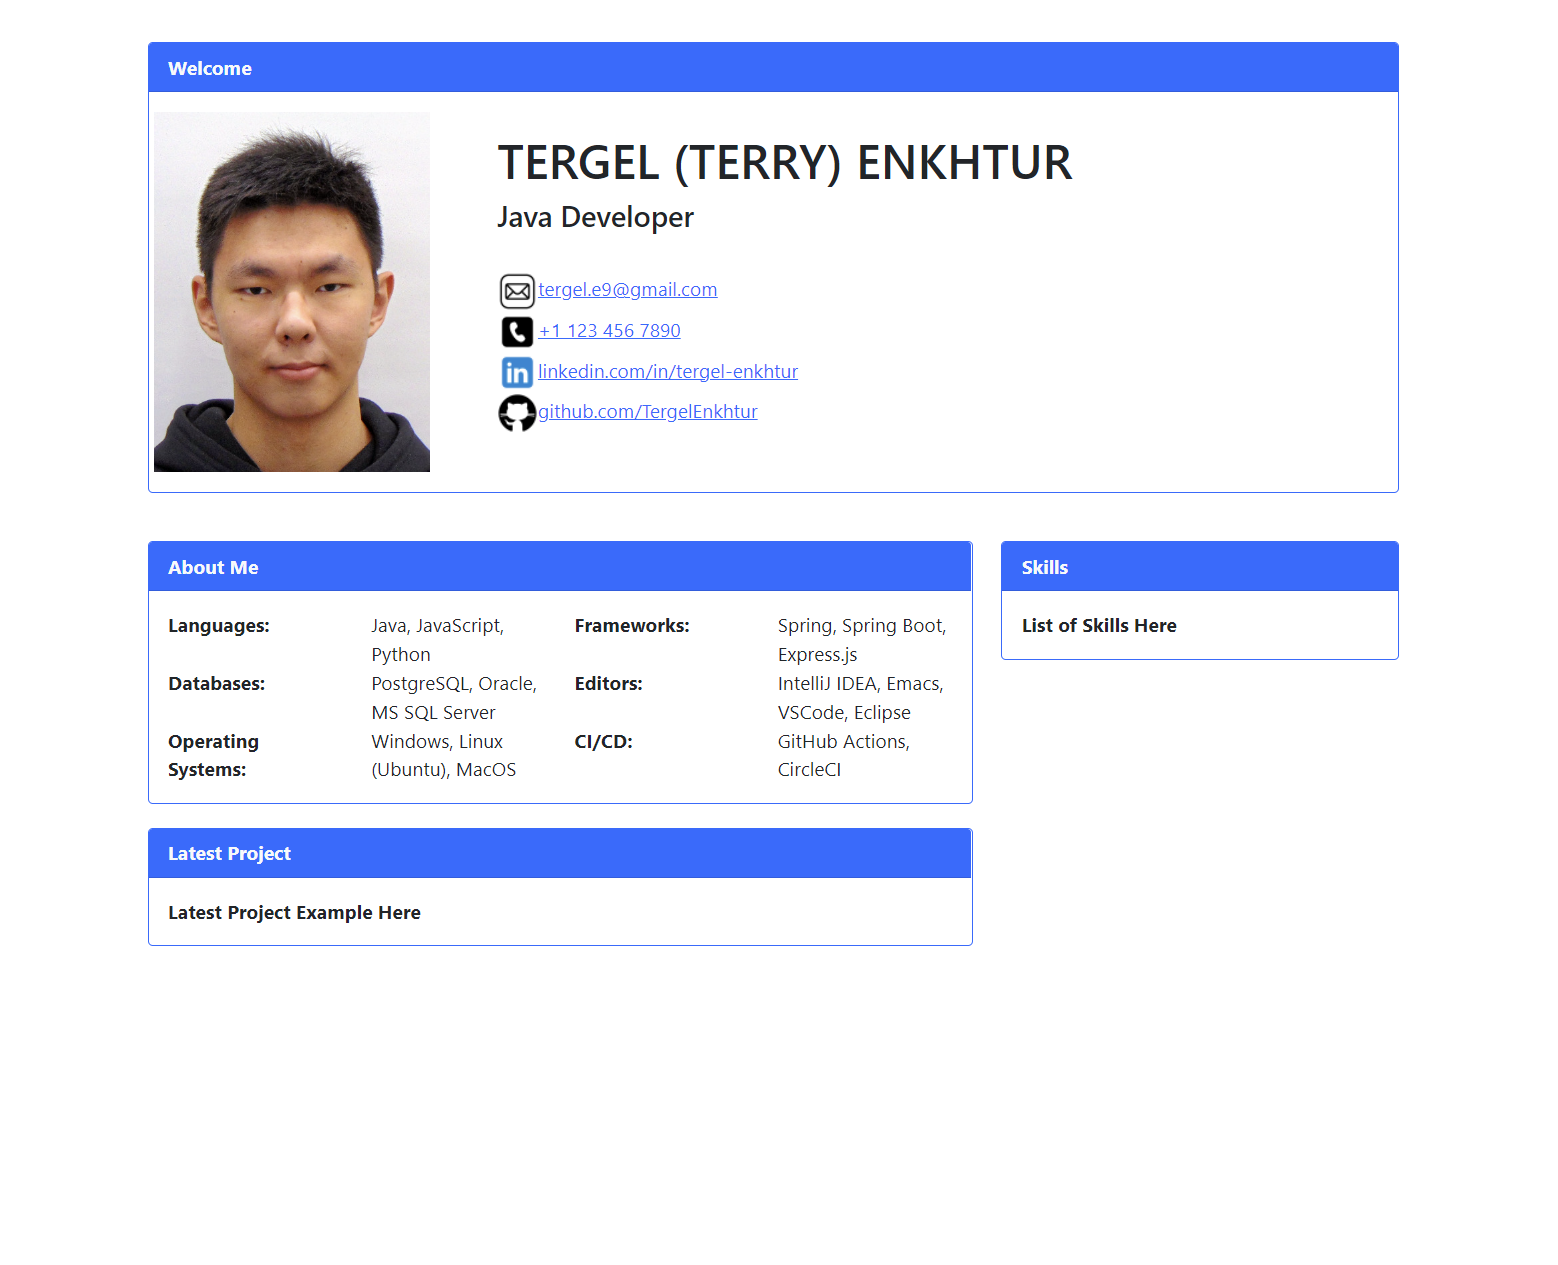 Welcome
TERGEL (TERRY) ENKHTUR
Java Developer
tergel.e9@gmail.com
+1 123 456 7890
in linkedin.com/in/tergel-enkhtur
github.com/TergelEnkhtur
About Me
Languages: Java, JavaScript, Frameworks: Spring, Spring Boot,
Python Express.js
Databases: PostgreSQL, Oracle, Editors: IntelliJ IDEA, Emacs,
MS SQL Server VSCode, Eclipse
Operating Windows, Linux CI/CD: GitHub Actions,
Systems: (Ubuntu), MacOS CircleCI
Skills
List of Skills Here
Latest Project
Latest Project Example Here